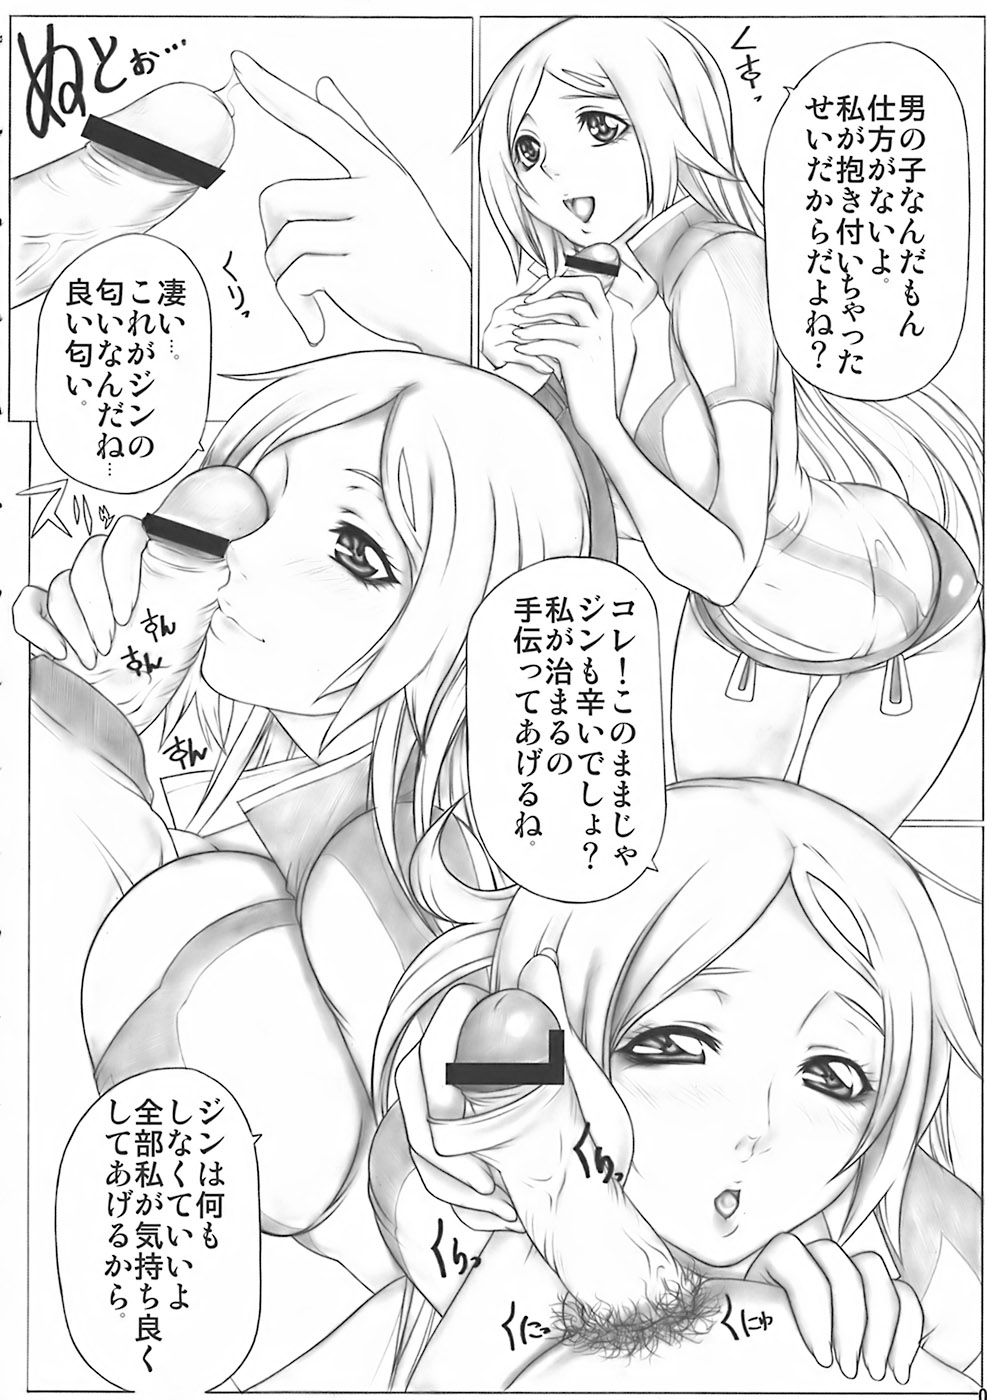 男の子なんだもん
仕方がないよ。
私が抱き付いちゃった
せいだからだよね?
くすっ
ぬとぉ…
くりっ
凄い…。
これがジンの
匂いなんだね…
良い匂い。
スリッ
すん
すん
すん
コレ!このままじゃ
ジンも辛いでしょ?
私が治まるの
手伝ってあげるね。
ジンは何も
しなくていいよ
全部私が気持ち良く
してあげるから。
くらっ
くらっ
くにっ
くにゅ